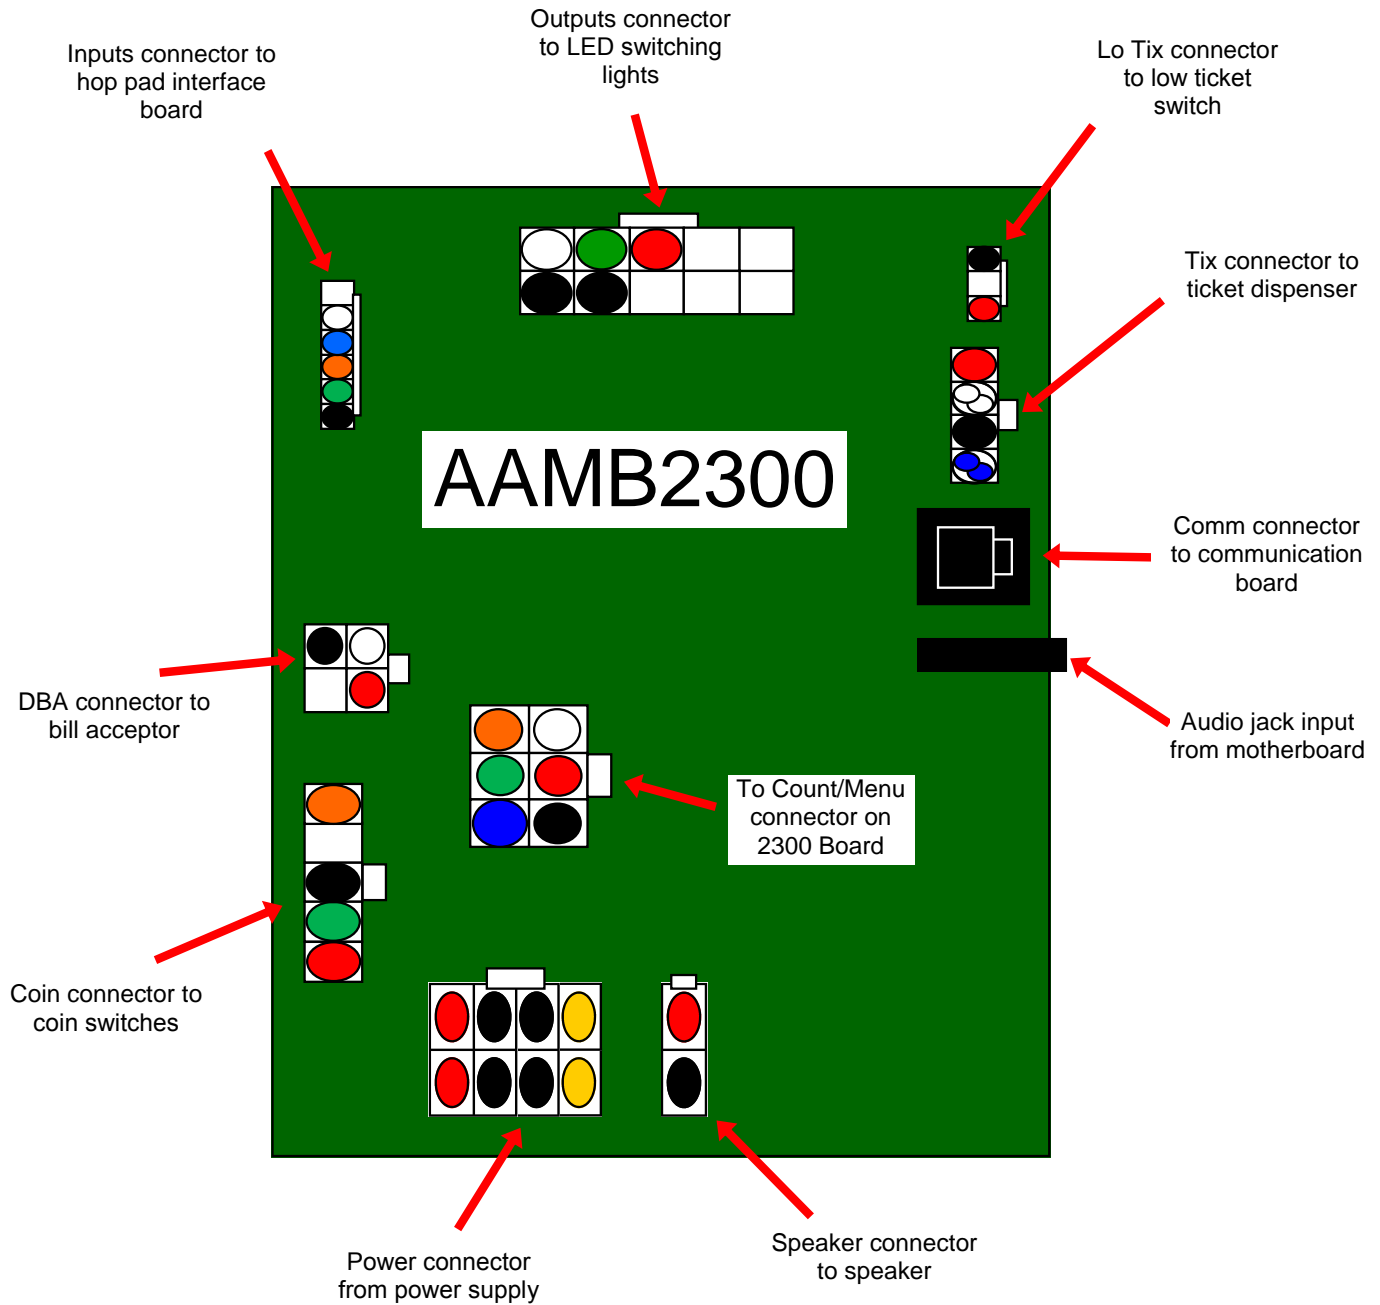 Outputs connector
to LED switching
lights
Inputs connector to
hop pad interface
board
Lo Tix connector
to low ticket
switch
Tix connector to
ticket dispenser
AAMB2300
Comm connector
to communication
board
DBA connector to
bill acceptor
Audio jack input
from motherboard
To Count/Menu
connector on
2300 Board
Coin connector to
coin switches
Speaker connector
to speaker
Power connector
from power supply